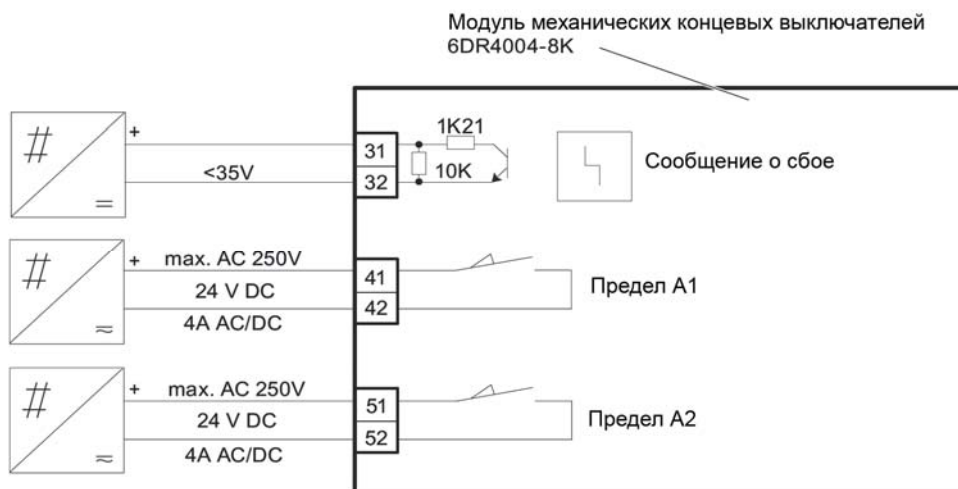 Модуль механических концевых выключателей
6DR4004-8K
+
<35V
31
32
1K21
10K
Сообщение о сбое
+
max. AC 250V
24 V DC
4A AC/DC
41
42
Предел A1
+
max. AC 250V
24 V DC
4A AC/DC
51
52
Предел A2